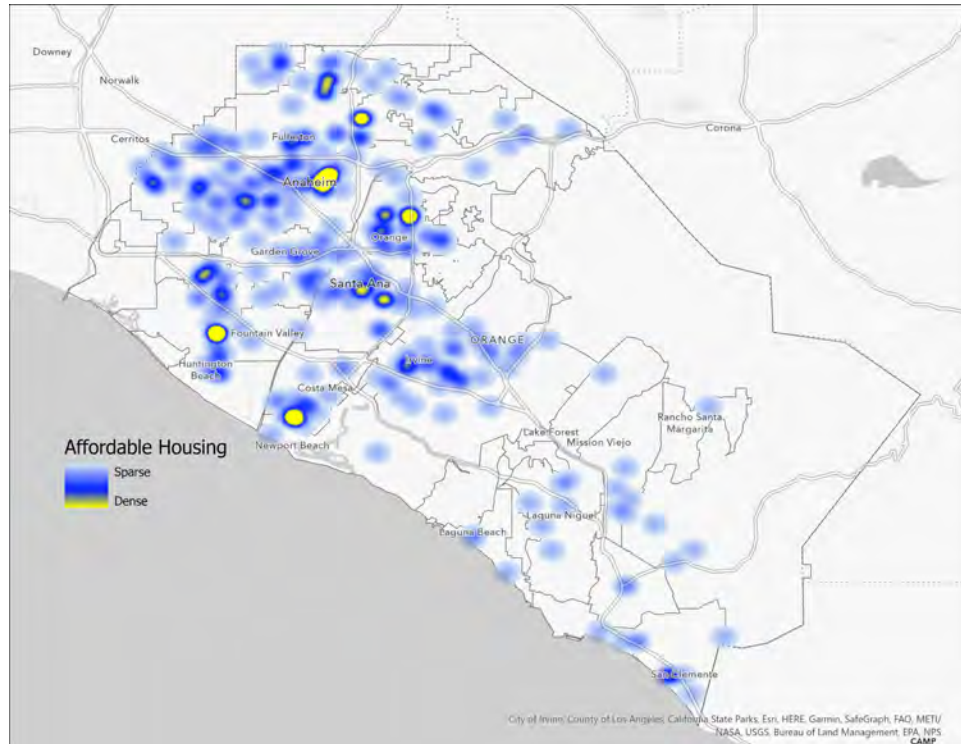 Downey
Norwalk
Cerritos
Fullerton
Corona
Anaheim
Orange
Garden Grove
Santa Ana
Fountain Valley
ORANGE
Huntington
Beach
Irvine
Costa Mesa
Newport Beach
Lake Forest
Mission Viejo
Rancho Santa
Margarita
Affordable Housing
Sparse
Dense
Laguna Niguel
Laguna Beach
San Clemente
City of Irvine, County of Los Angeles, California State Parks, Esri, HERE, Garmin, SafeGraph, FAO, METI/
NASA, USGS, Bureau of Land Management, EPA, NPS
CAMP